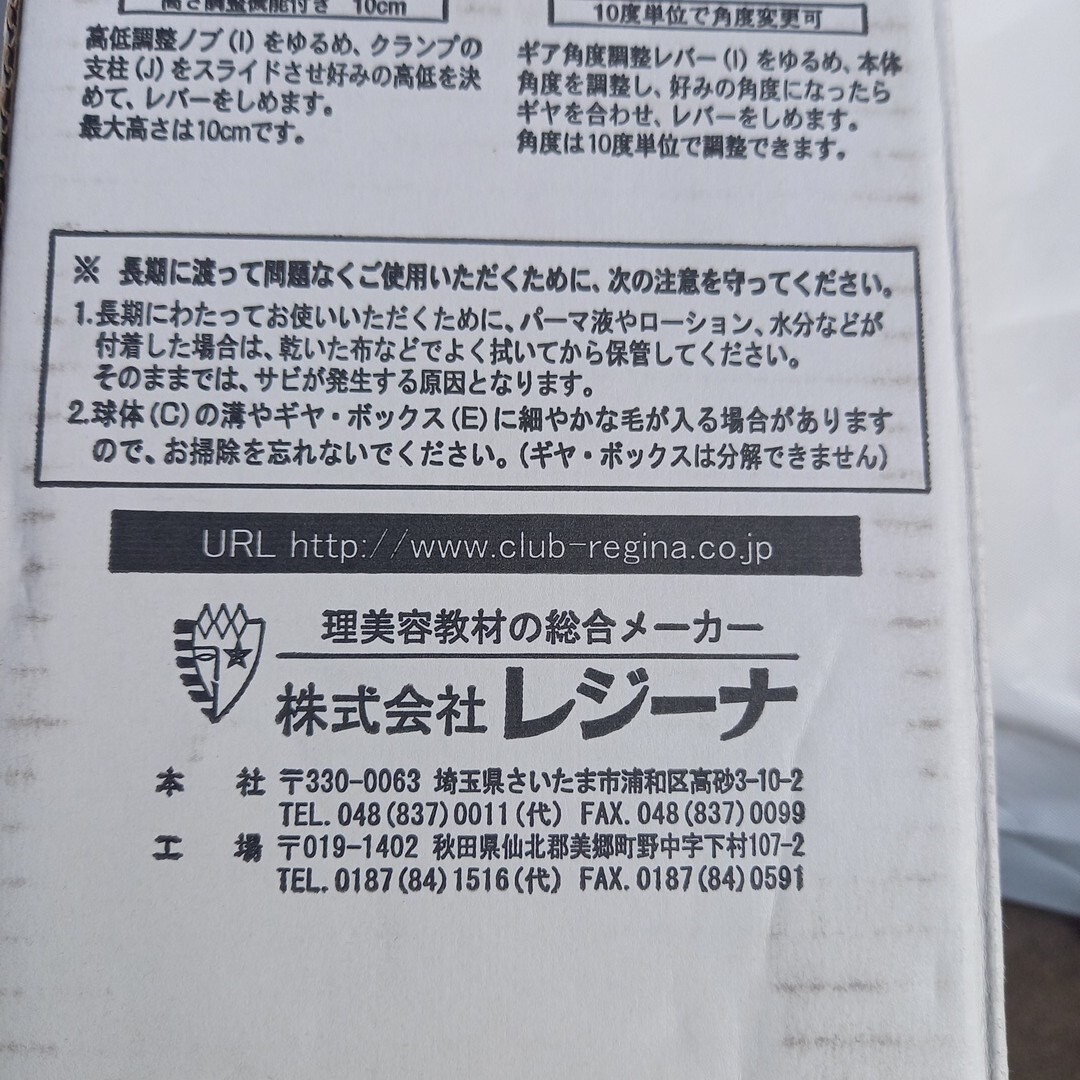 高さ調整機能付き 10cm
高低調整ノブ(I)をゆるめ、クランプの
支柱(J)をスライドさせ好みの高低を決
めて、レバーをしめます。
最大高さは10cmです。
10度単位で角度変更可
ギア角度調整レバー(I)をゆるめ、本体
角度を調整し、好みの角度になったら
ギヤを合わせ、レバーをしめます。
角度は10度単位で調整できます。
※ 長期に渡って問題なくご使用いただくために、次の注意を守ってください。
1.長期にわたってお使いいただくために、パーマ液やローション、水分などが
付着した場合は、乾いた布などでよく拭いてから保管してください。
そのままでは、サビが発生する原因となります。
2.球体(C)の溝やギヤ・ボックス(E)に細やかな毛が入る場合があります
ので、お掃除を忘れないでください。(ギヤ・ボックスは分解できません)
URL http://www.club-regina.co.jp
理美容教材の総合メーカー
株式会社レジーナ
本 社 〒330-0063 埼玉県さいたま市浦和区高砂3-10-2
TEL.048(837)0011(代) FAX.048(837)0099
工 場 〒019-1402 秋田県仙北郡美郷町野中字下村107-2
TEL.0187(84)1516(代) FAX.0187(84)0591